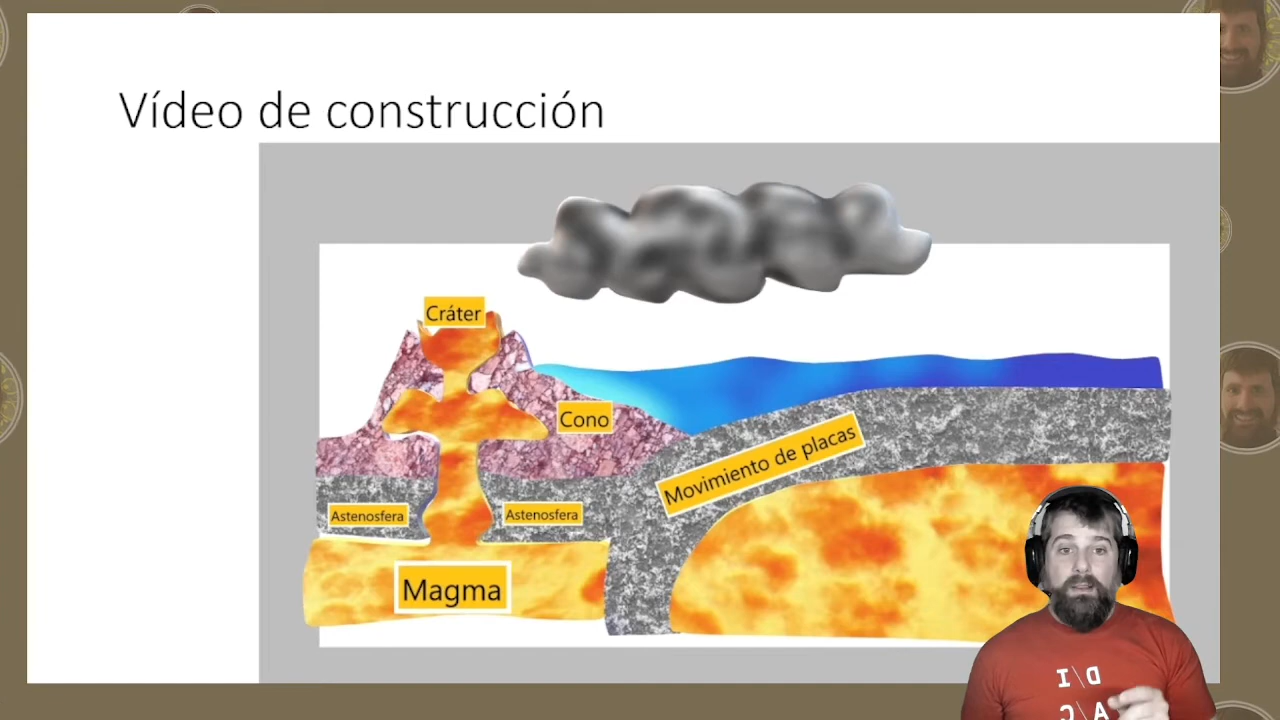 Vídeo de construcción
Cráter
Cono
Movimiento de placas
Astenosfera
Astenosfera
Magma
D\I
A\C